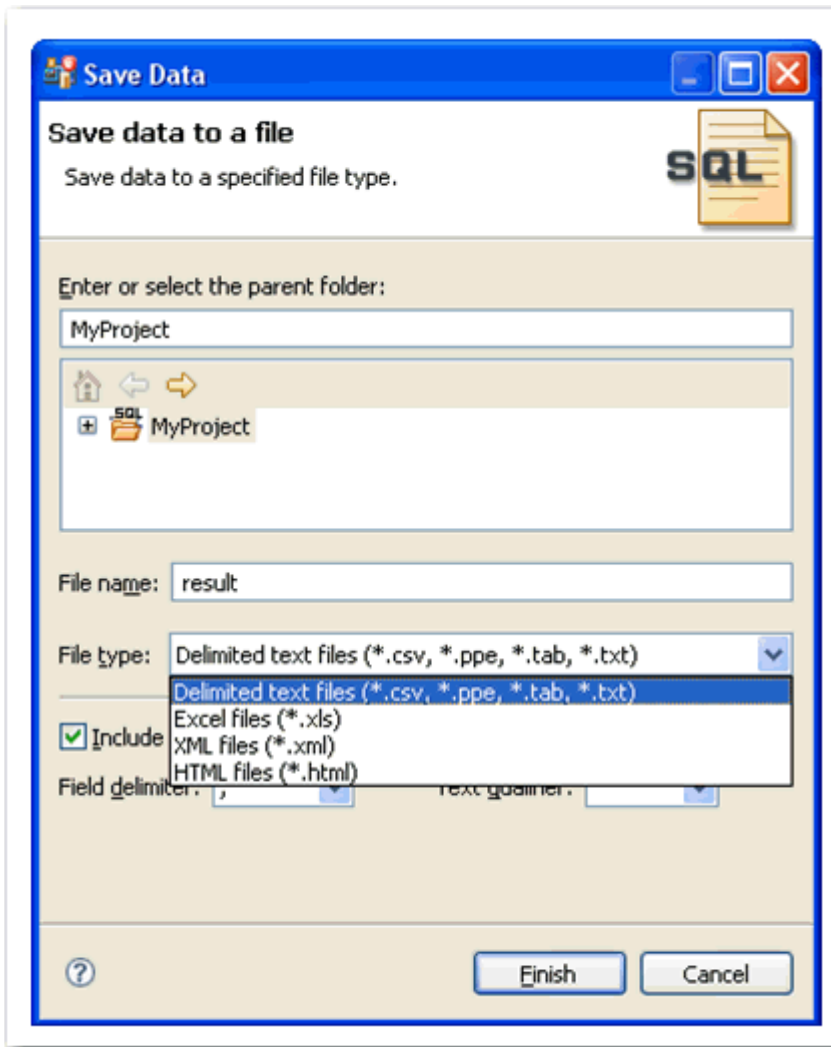 Save Data
Save data to a file
Save data to a specified file type.
SQL
Enter or select the parent folder:
MyProject
SQL
MyProject
File name: result
File type: Delimited text files (*.csv, *.ppe, *.tab, *.txt)
Delimited text files (*.csv, *.ppe, *.tab, *.txt)
Excel files (*.xls)
Include
XML files (*.xml)
HTML files (*.html)
Field delimiter: , Text qualifier:
?
Finish Cancel